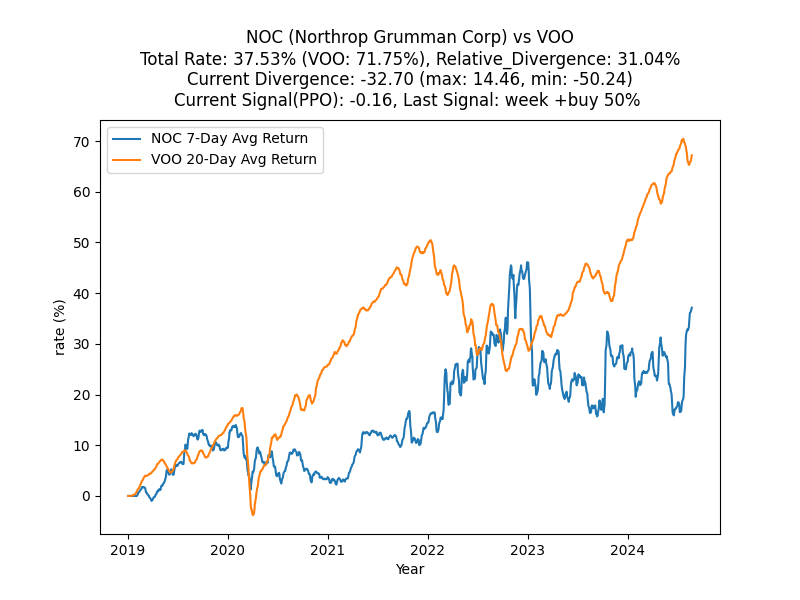 NOC (Northrop Grumman Corp) vs VOO
Total Rate: 37.53% (VOO: 71.75%), Relative_Divergence: 31.04%
Current Divergence: -32.70 (max: 14.46, min: -50.24)
Current Signal(PPO): -0.16, Last Signal: week +buy 50%
NOC 7-Day Avg Return
VOO 20-Day Avg Return
70
60
50
40
30
20
10
0
rate (%)
2019 2020 2021 2022 2023 2024
Year